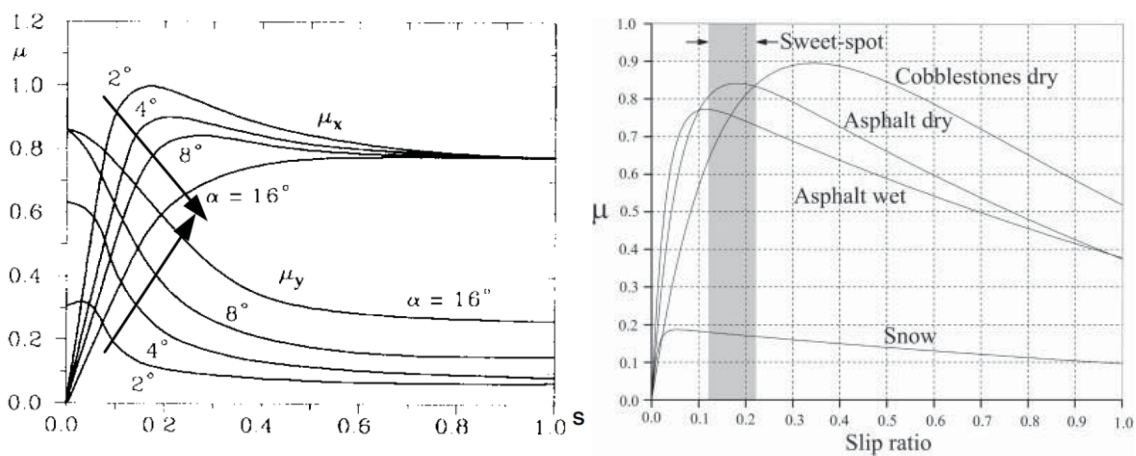 1.2
μ
1.0
0.8
0.6
0.4
0.2
0.0
2°
4°
8°
μx
α = 16°
μy
α = 16°
8°
4°
2°
0.0 0.2 0.4 0.6 0.8 1.0 S
1.0
0.9
0.8
0.7
0.6
0.5
0.4
0.3
0.2
0.1
0.0
μ
Sweet-spot
Cobblestones dry
Asphalt dry
Asphalt wet
Snow
0.0 0.1 0.2 0.3 0.4 0.5 0.6 0.7 0.8 0.9 1.0
Slip ratio